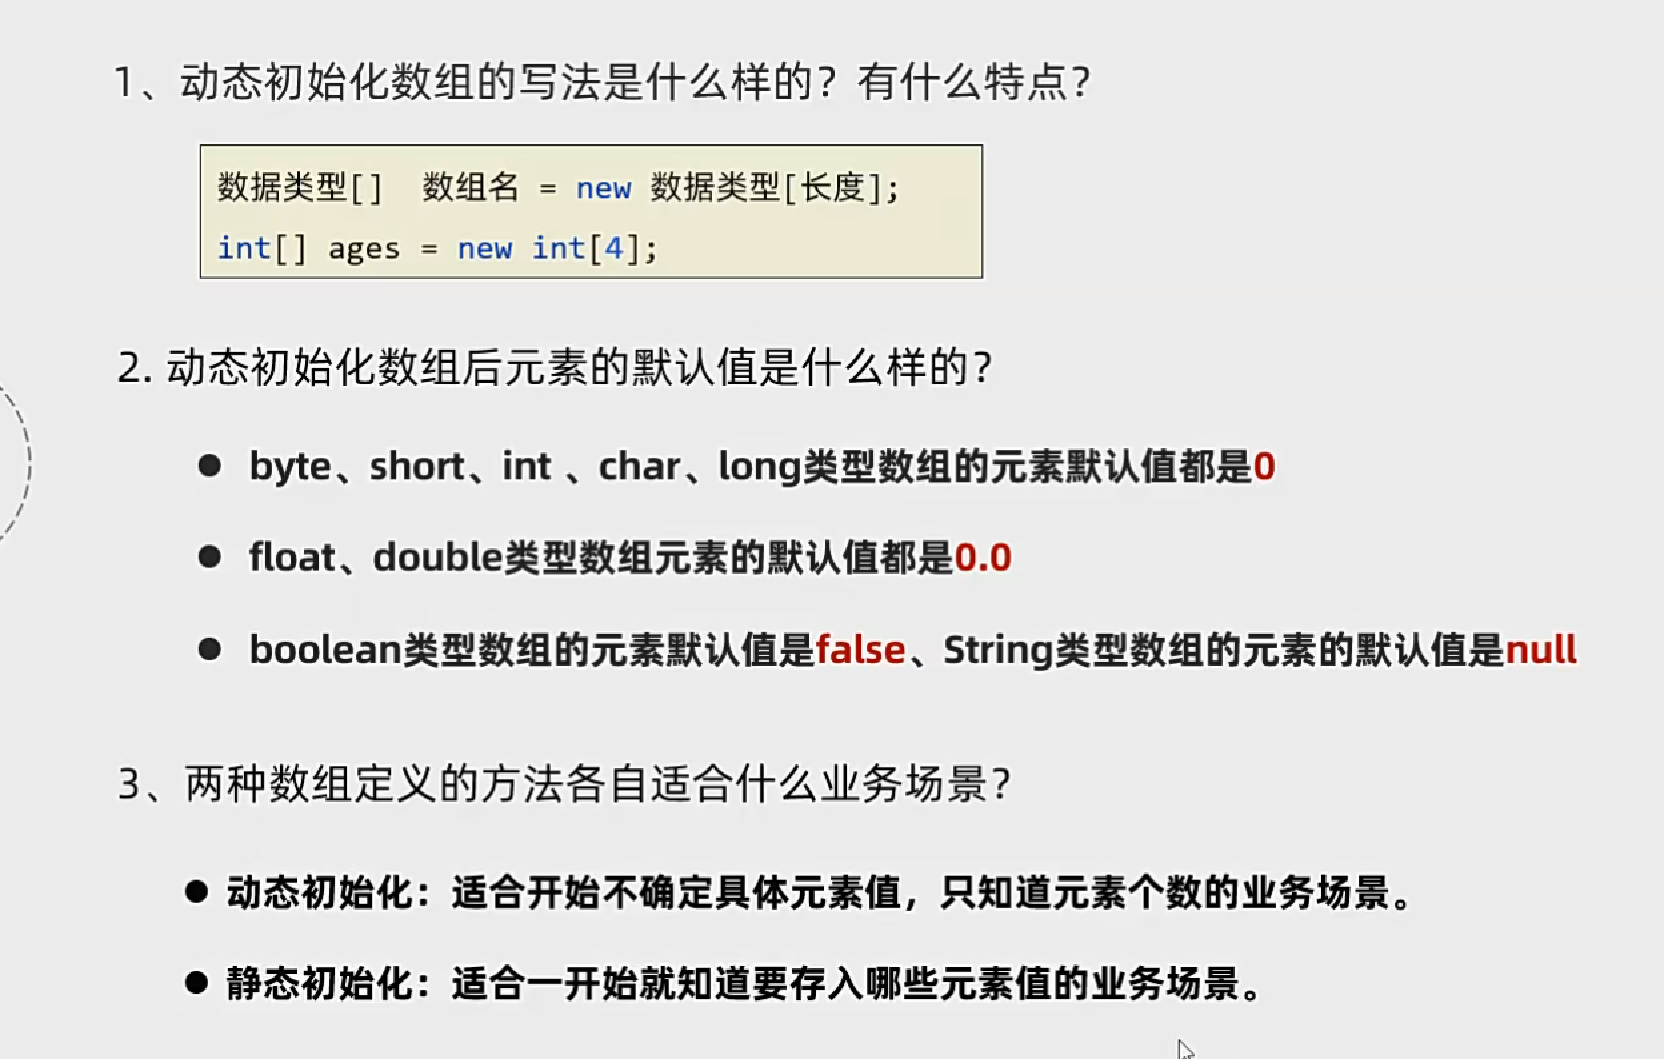 1、动态初始化数组的写法是什么样的？有什么特点？
数据类型[] 数组名 = new 数据类型[长度];
int[] ages = new int[4];
2. 动态初始化数组后元素的默认值是什么样的？
● byte、short、int 、char、long类型数组的元素默认值都是0
● float、double类型数组元素的默认值都是0.0
● boolean类型数组的元素默认值是false、String类型数组的元素的默认值是null
3、两种数组定义的方法各自适合什么业务场景？
● 动态初始化：适合开始不确定具体元素值，只知道元素个数的业务场景。
● 静态初始化：适合一开始就知道要存入哪些元素值的业务场景。